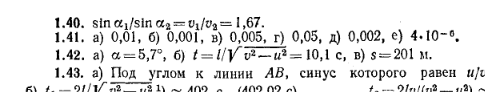 1.40. sin α₁/sin α₂=v₁/v₂=1,67.
1.41. а) 0,01, б) 0,001, в) 0,005, г) 0,05, д) 0,002, е) 4·10⁻⁶.
1.42. а) α=5,7°, б) t=l/√v²−u²=10,1 с, в) s=201 м.
1.43. а) Под углом к линии AB, синус которого равен u/v